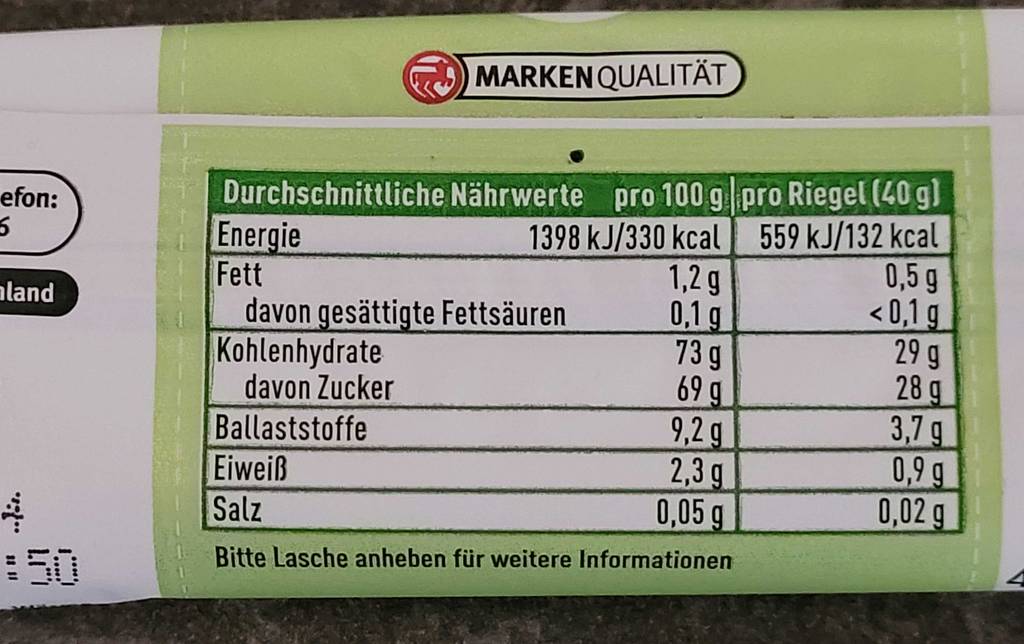 MARKENQUALITÄT
efon:
6
land
Durchschnittliche Nährwerte pro 100 g pro Riegel (40 g)
Energie 1398 kJ/330 kcal 559 kJ/132 kcal
Fett 1,2 g 0,5 g
davon gesättigte Fettsäuren 0,1 g <0,1 g
Kohlenhydrate 73 g 29 g
davon Zucker 69 g 28 g
Ballaststoffe 9,2 g 3,7 g
Eiweiß 2,3 g 0,9 g
Salz 0,05 g 0,02 g
A
:50
Bitte Lasche anheben für weitere Informationen